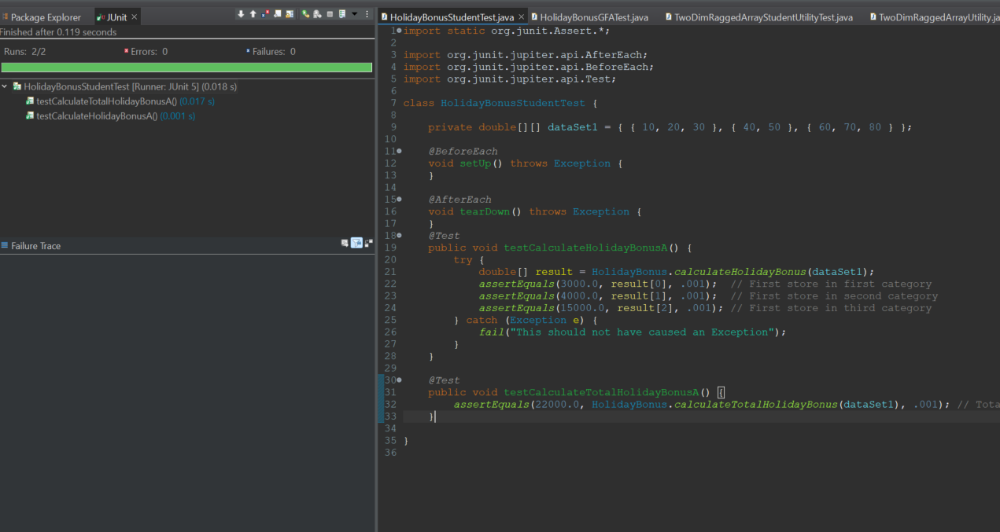 Package Explorer
JUnit
Finished after 0.119 seconds
Runs: 2/2 Errors: 0 Failures: 0
HolidayBonusStudentTest [Runner: JUnit 5] (0.018 s)
testCalculateTotalHolidayBonusA() (0.017 s)
testCalculateHolidayBonusA() (0.001 s)
Failure Trace
HolidayBonusStudentTest.java
HolidayBonusGFATest.java
TwoDimRaggedArrayStudentUtilityTest.java
TwoDimRaggedArrayUtility.ja
1 import static org.junit.Assert.*;
2
3 import org.junit.jupiter.api.AfterEach;
4 import org.junit.jupiter.api.BeforeEach;
5 import org.junit.jupiter.api.Test;
6
7 class HolidayBonusStudentTest {
8
9 private double[][] dataSet1 = { { 10, 20, 30 }, { 40, 50 }, { 60, 70, 80 } };
10
11 @BeforeEach
12 void setUp() throws Exception {
13 }
14
15 @AfterEach
16 void tearDown() throws Exception {
17 }
18 @Test
19 public void testCalculateHolidayBonusA() {
20 try {
21 double[] result = HolidayBonus.calculateHolidayBonus(dataSet1);
22 assertEquals(3000.0, result[0], .001); // First store in first category
23 assertEquals(4000.0, result[1], .001); // First store in second category
24 assertEquals(15000.0, result[2], .001); // First store in third category
25 } catch (Exception e) {
26 fail("This should not have caused an Exception");
27 }
28 }
29
30 @Test
31 public void testCalculateTotalHolidayBonusA() {
32 assertEquals(22000.0, HolidayBonus.calculateTotalHolidayBonus(dataSet1), .001); // Tota
33 }
34
35 }
36